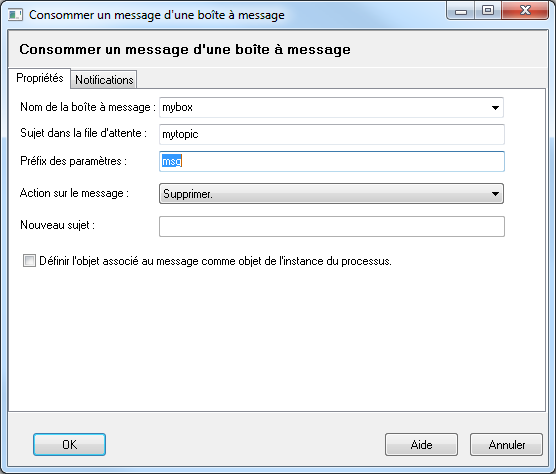 Consommer un message d'une boîte à message
Consommer un message d'une boîte à message
Propriétés Notifications
Nom de la boîte à message : mybox
Sujet dans la file d'attente : mytopic
Préfix des paramètres : msg
Action sur le message : Supprimer.
Nouveau sujet :
Définir l'objet associé au message comme objet de l'instance du processus.
OK Aide Annuler